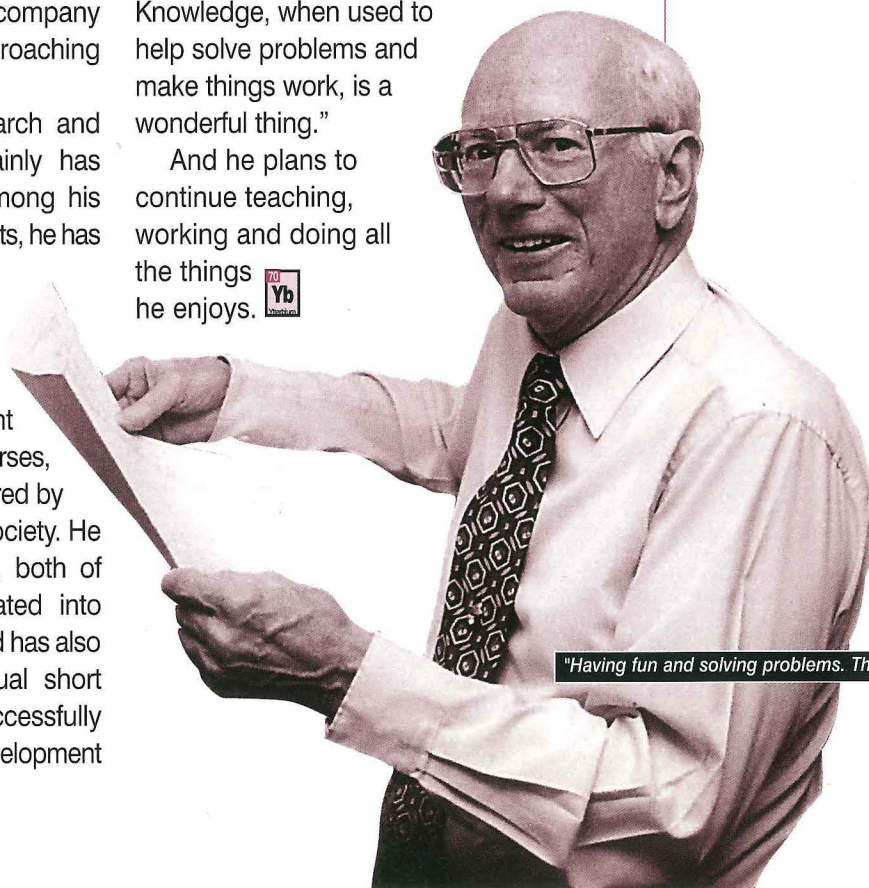 company
roaching
arch and
ainly has
mong his
ts, he has
nt
rses,
ed by
ociety. He
both of
ated into
d has also
ual short
ccessfully
elopment
Knowledge, when used to
help solve problems and
make things work, is a
wonderful thing.”
And he plans to
continue teaching,
working and doing all
the things
he enjoys.
70
Yb
Ytterbium
"Having fun and solving problems. Th